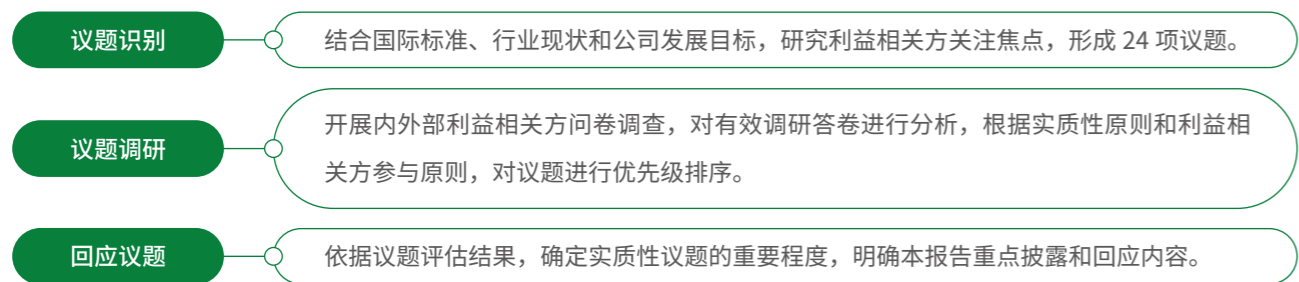 议题识别
结合国际标准、行业现状和公司发展目标，研究利益相关方关注焦点，形成 24 项议题。
议题调研
开展内外部利益相关方问卷调查，对有效调研答卷进行分析，根据实质性原则和利益相
关方参与原则，对议题进行优先级排序。
回应议题
依据议题评估结果，确定实质性议题的重要程度，明确本报告重点披露和回应内容。